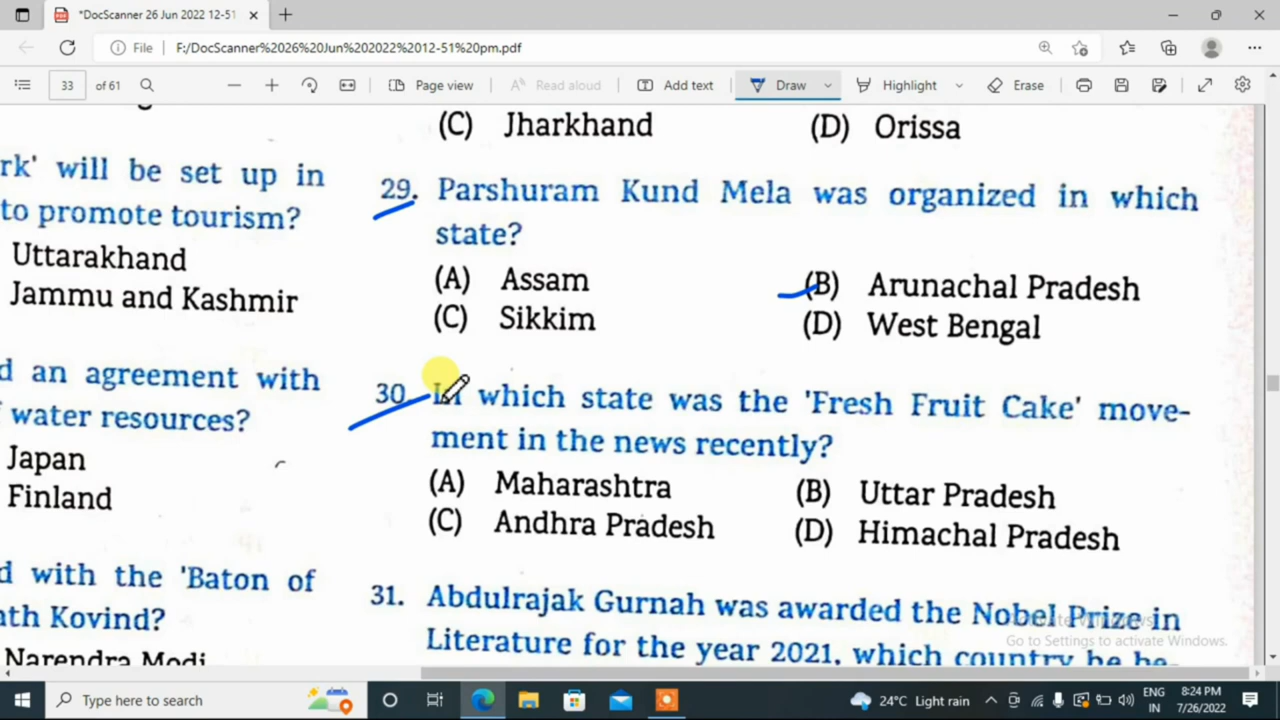 *DocScanner 26 Jun 2022 12-51
File F:/DocScanner%2026%20Jun%202022%2012-51%20pm.pdf
33 of 61 Page view Read aloud Add text Draw Highlight Erase
rk' will be set up in
to promote tourism?
Uttarakhand
Jammu and Kashmir
d an agreement with
water resources?
Japan
Finland
d with the 'Baton of
ath Kovind?
Narendra Modi
(C) Jharkhand (D) Orissa
29. Parshuram Kund Mela was organized in which
state?
(A) Assam (B) Arunachal Pradesh
(C) Sikkim (D) West Bengal
30. In which state was the 'Fresh Fruit Cake' move-
ment in the news recently?
(A) Maharashtra (B) Uttar Pradesh
(C) Andhra Pradesh (D) Himachal Pradesh
31. Abdulrajak Gurnah was awarded the Nobel Prize in
Literature for the year 2021, which country he be-
Activate Windows
Go to Settings to activate Windows.
Type here to search 24°C Light rain ENG 8:24 PM
IN 7/26/2022